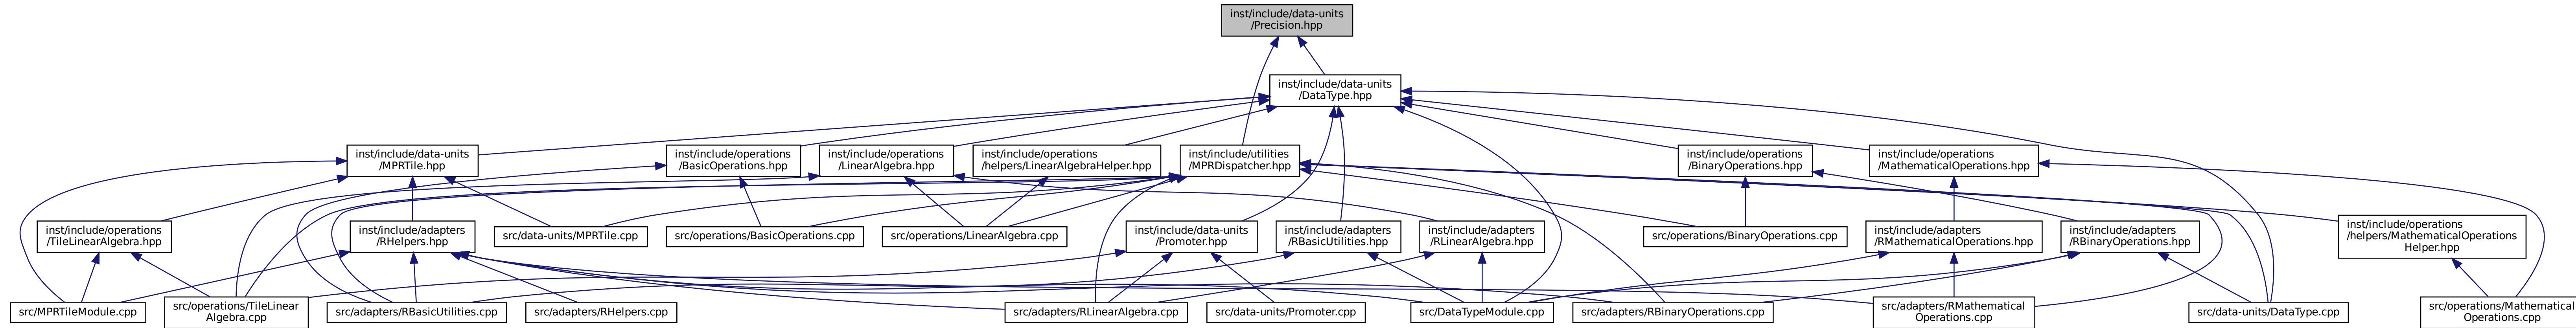 inst/include/data-units
/Precision.hpp
inst/include/data-units
/DataType.hpp
inst/include/data-units
/MPRTile.hpp
inst/include/operations
/BasicOperations.hpp
inst/include/operations
/LinearAlgebra.hpp
inst/include/operations
/helpers/LinearAlgebraHelper.hpp
inst/include/utilities
/MPRDispatcher.hpp
inst/include/operations
/BinaryOperations.hpp
inst/include/operations
/MathematicalOperations.hpp
inst/include/operations
/TileLinearAlgebra.hpp
inst/include/adapters
/RHelpers.hpp
src/data-units/MPRTile.cpp
src/operations/BasicOperations.cpp
src/operations/LinearAlgebra.cpp
inst/include/data-units
/Promoter.hpp
inst/include/adapters
/RBasicUtilities.hpp
inst/include/adapters
/RLinearAlgebra.hpp
src/operations/BinaryOperations.cpp
inst/include/adapters
/RMathematicalOperations.hpp
inst/include/adapters
/RBinaryOperations.hpp
inst/include/operations
/helpers/MathematicalOperations
Helper.hpp
src/MPRTileModule.cpp
src/operations/TileLinear
Algebra.cpp
src/adapters/RBasicUtilities.cpp
src/adapters/RHelpers.cpp
src/adapters/RLinearAlgebra.cpp
src/data-units/Promoter.cpp
src/DataTypeModule.cpp
src/adapters/RBinaryOperations.cpp
src/adapters/RMathematical
Operations.cpp
src/data-units/DataType.cpp
src/operations/Mathematical
Operations.cpp